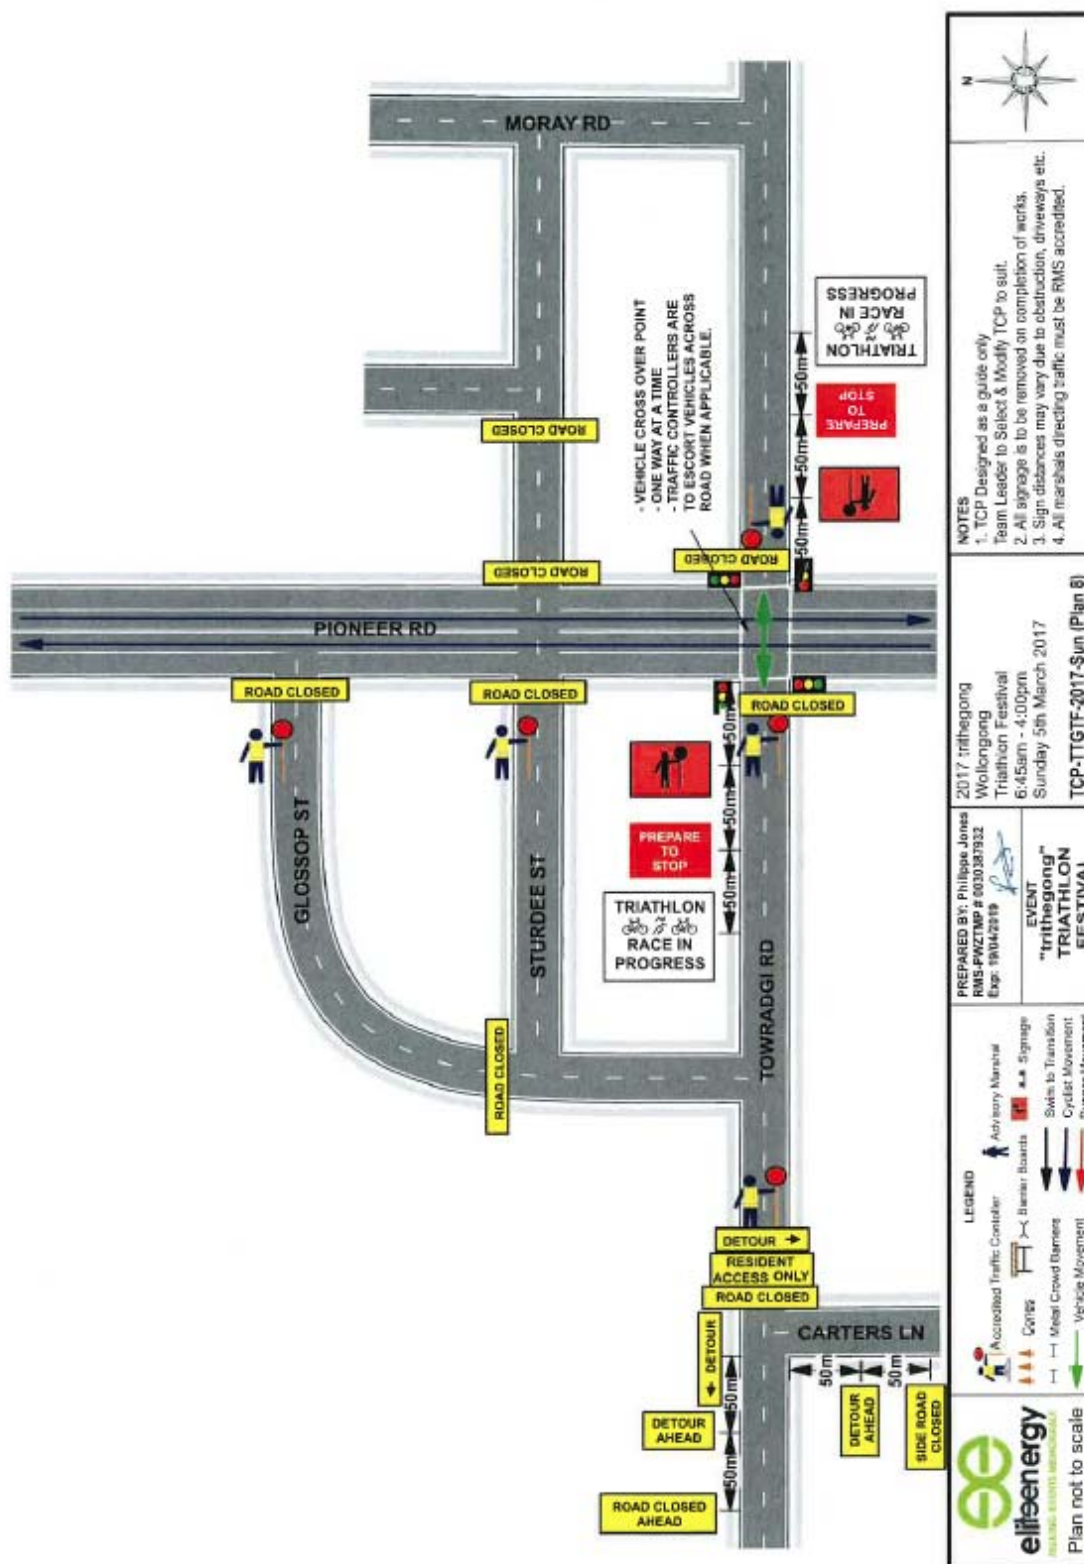 MORAY RD
ROAD CLOSED
- VEHICLE CROSS OVER POINT
- ONE WAY AT A TIME
- TRAFFIC CONTROLLERS ARE
TO ESCORT VEHICLES ACROSS
ROAD WHEN APPLICABLE.
TRIATHLON
RACE IN
PROGRESS
PREPARE
TO
STOP
50m
50m
50m
ROAD CLOSED
ROAD CLOSED
PIONEER RD
ROAD CLOSED
ROAD CLOSED
ROAD CLOSED
GLOSSOP ST
STURDEE ST
TOWRADGI RD
50m
50m
50m
PREPARE
TO
STOP
TRIATHLON
RACE IN
PROGRESS
ROAD CLOSED
DETOUR
RESIDENT
ACCESS ONLY
ROAD CLOSED
CARTERS LN
DETOUR
50m
50m
DETOUR
AHEAD
ROAD CLOSED
AHEAD
50m
50m
DETOUR
AHEAD
SIDE ROAD
CLOSED
eliteenergy
MAKING EVENTS MEMORABLE
Plan not to scale
LEGEND
Accredited Traffic Controller
Advisory Marshal
Cones
Barrier Boards
Signage
Metal Crowd Barriers
Swim to Transition
Vehicle Movement
Cyclist Movement
PREPARED BY: Philippe Jones
RMS-PWZTMP # 0030387932
Exp: 19/04/2019
EVENT
"trithegong"
TRIATHLON
FESTIVAL
2017 trithegong
Wollongong
Triathlon Festival
6:45am - 4:00pm
Sunday 5th March 2017
TCP-TTGTF-2017-Sun (Plan 8)
NOTES
1. TCP Designed as a guide only
Team Leader to Select & Modify TCP to suit.
2. All signage is to be removed on completion of works.
3. Sign distances may vary due to obstruction, driveways etc.
4. All marshals directing traffic must be RMS accredited.
N